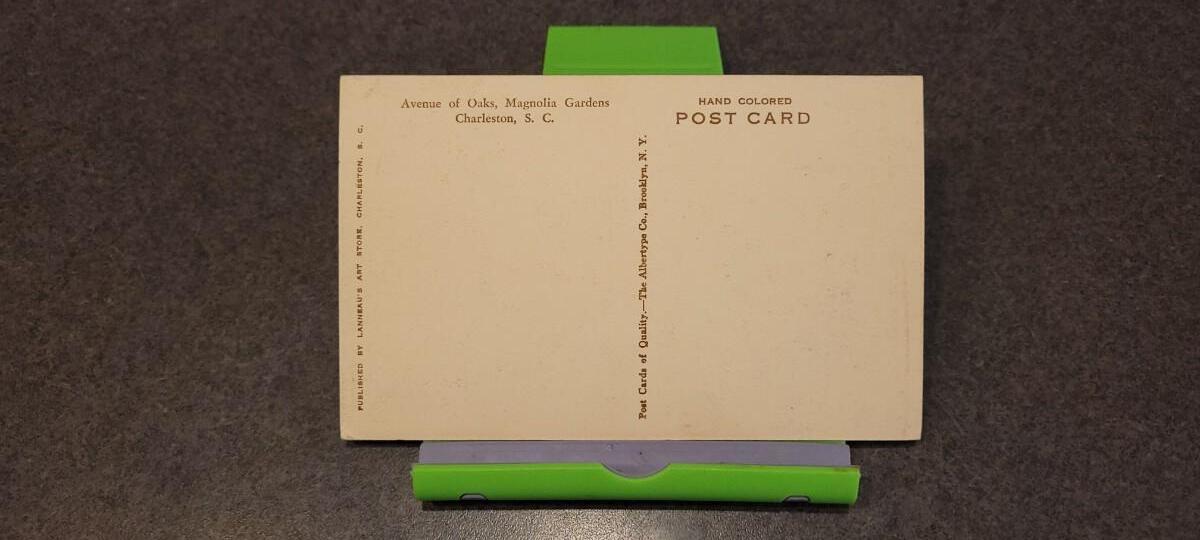 Avenue of Oaks, Magnolia Gardens
Charleston, S. C.
PUBLISHED BY LANNEAU'S ART STORE, CHARLESTON, S. C.
Post Cards of Quality.—The Albertype Co., Brooklyn, N. Y.
HAND COLORED
POST CARD